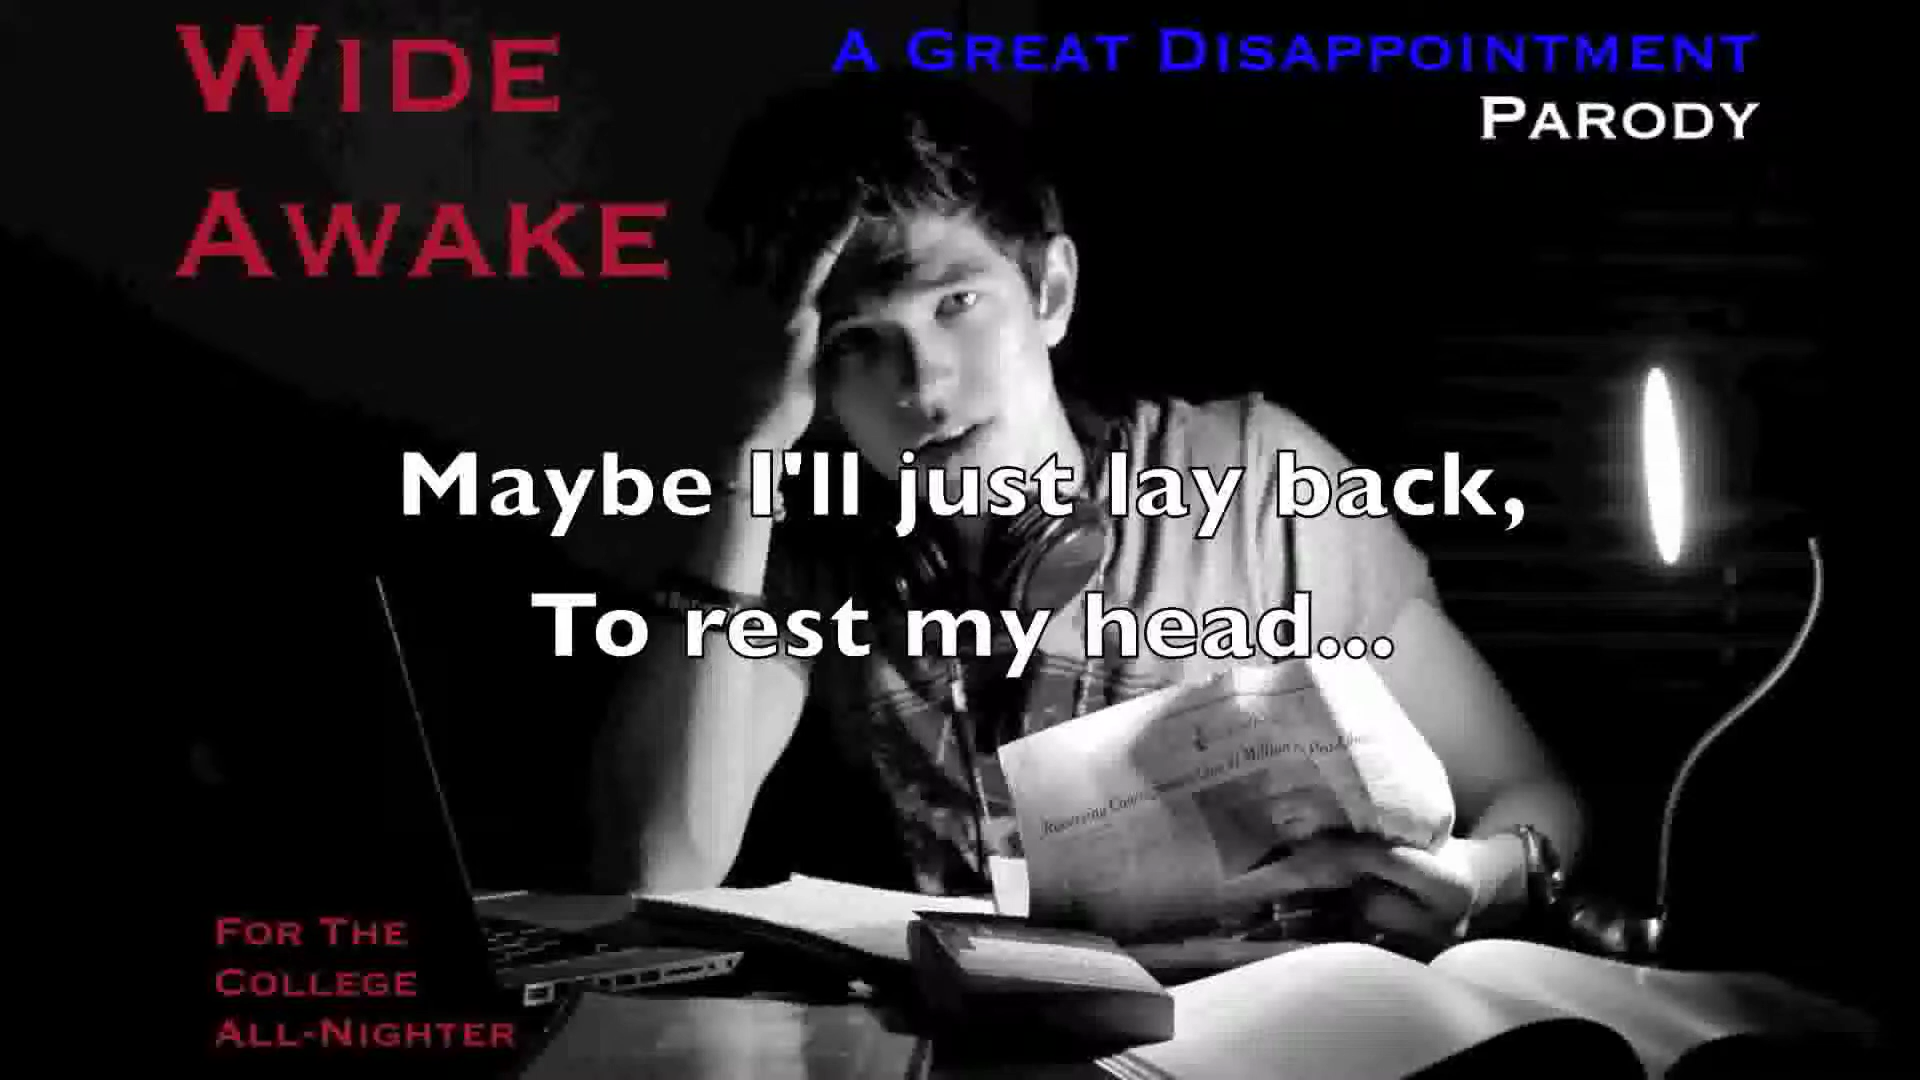 WIDE
AWAKE
A GREAT DISAPPOINTMENT
PARODY
Maybe I'll just lay back,
To rest my head...
FOR THE
COLLEGE
ALL-NIGHTER